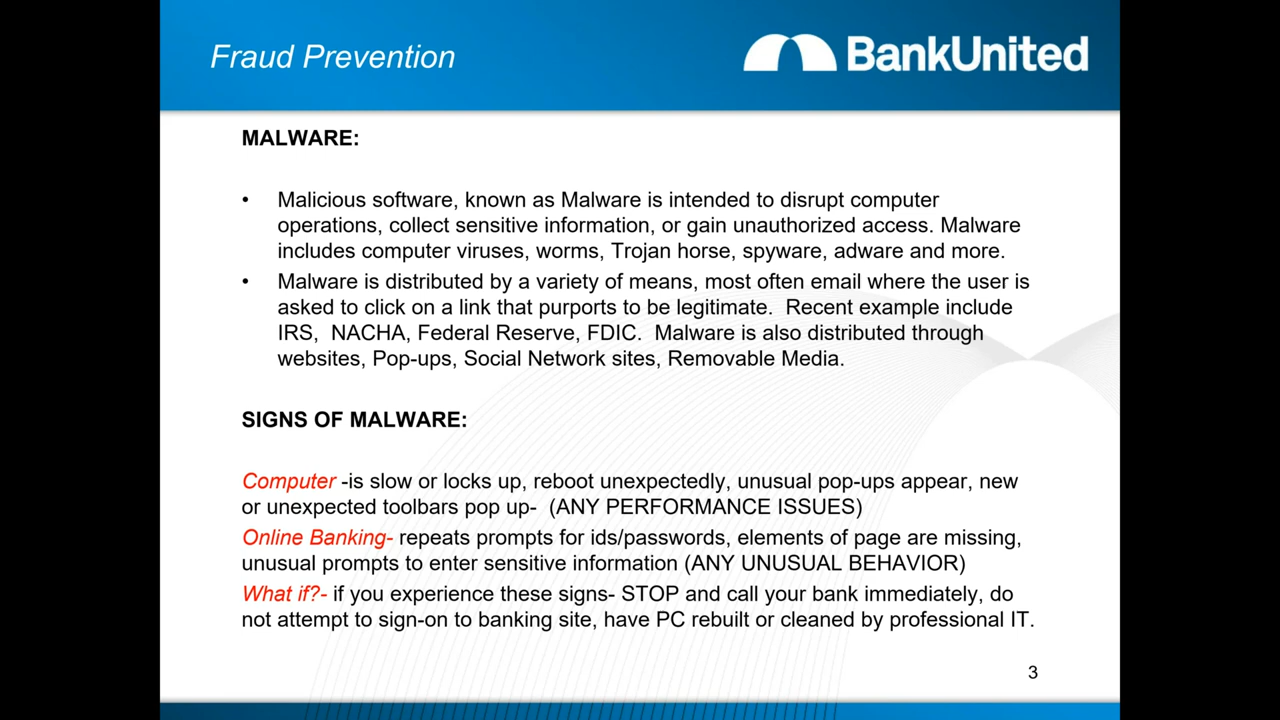 Fraud Prevention
BankUnited
MALWARE:
• Malicious software, known as Malware is intended to disrupt computer
operations, collect sensitive information, or gain unauthorized access. Malware
includes computer viruses, worms, Trojan horse, spyware, adware and more.
• Malware is distributed by a variety of means, most often email where the user is
asked to click on a link that purports to be legitimate.  Recent example include
IRS,  NACHA, Federal Reserve, FDIC.  Malware is also distributed through
websites, Pop-ups, Social Network sites, Removable Media.
SIGNS OF MALWARE:
Computer -is slow or locks up, reboot unexpectedly, unusual pop-ups appear, new
or unexpected toolbars pop up-  (ANY PERFORMANCE ISSUES)
Online Banking- repeats prompts for ids/passwords, elements of page are missing,
unusual prompts to enter sensitive information (ANY UNUSUAL BEHAVIOR)
What if?- if you experience these signs- STOP and call your bank immediately, do
not attempt to sign-on to banking site, have PC rebuilt or cleaned by professional IT.
3